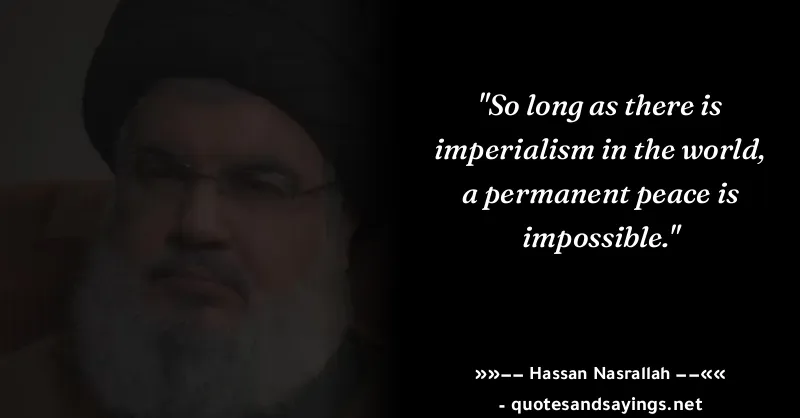 "So long as there is
imperialism in the world,
a permanent peace is
impossible."
»»–– Hassan Nasrallah ––««
- quotesandsayings.net